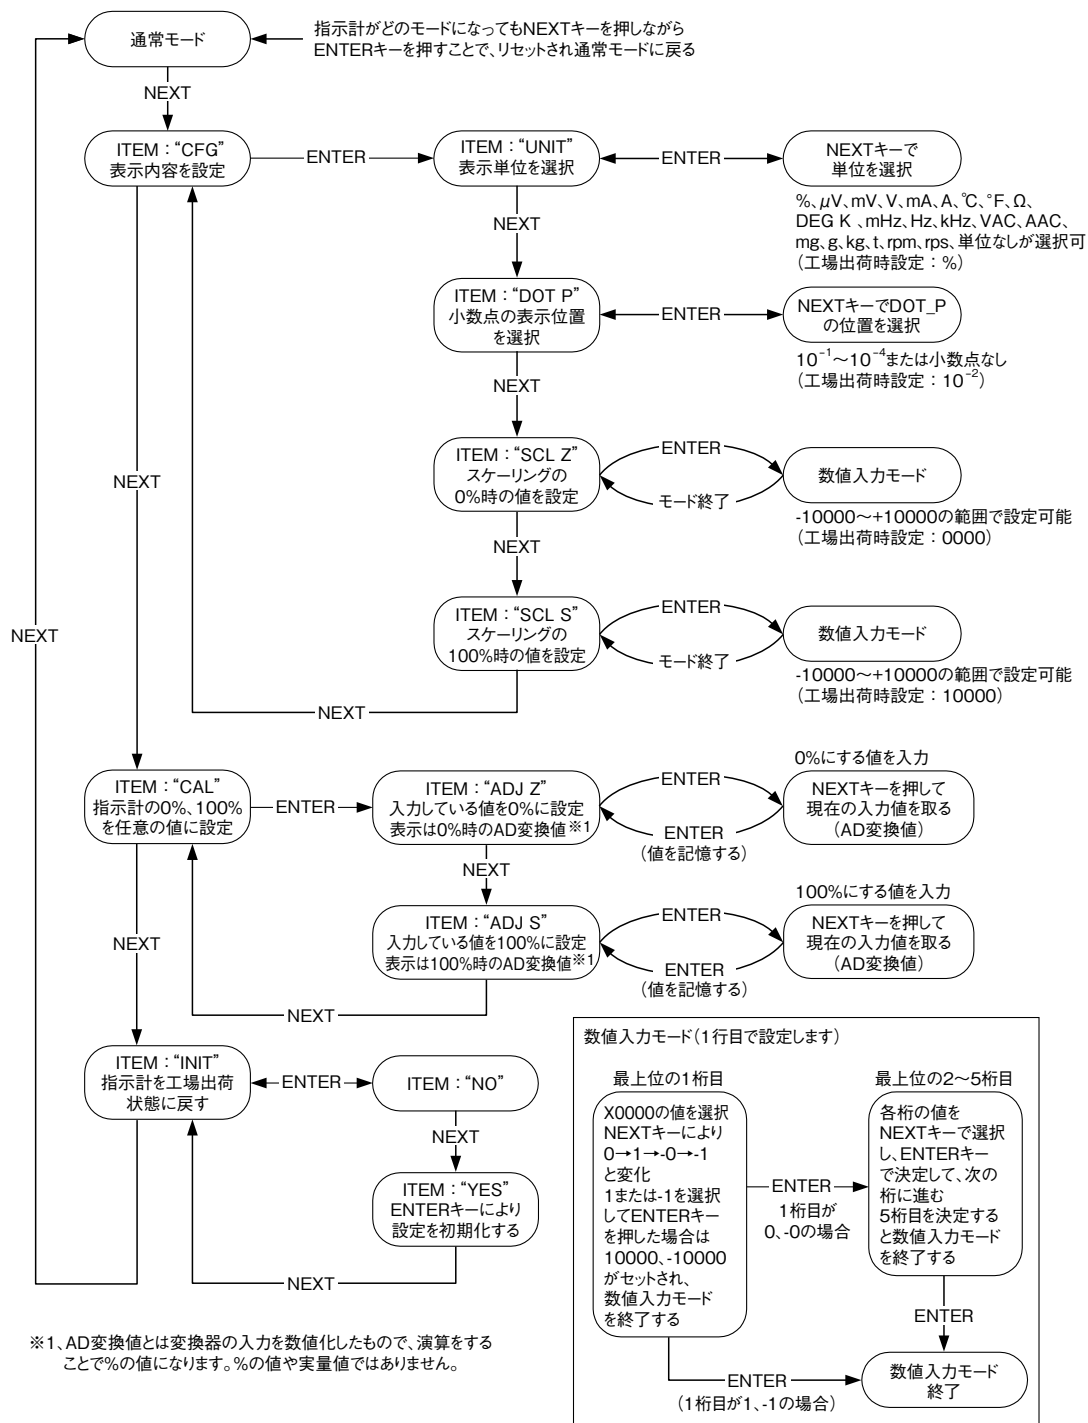 通常モード
指示計がどのモードになってもNEXTキーを押しながら
ENTERキーを押すことで、リセットされ通常モードに戻る
NEXT
ITEM:“CFG”
表示内容を設定
ENTER
ITEM:“UNIT”
表示単位を選択
ENTER
NEXTキーで
単位を選択
%、μV、mV、V、mA、A、℃、°F、Ω、
DEG K 、mHz、Hz、kHz、VAC、AAC、
mg、g、kg、t、rpm、rps、単位なしが選択可
(工場出荷時設定:%)
NEXT
ITEM:“DOT P”
小数点の表示位置
を選択
ENTER
NEXTキーでDOT_P
の位置を選択
10⁻¹~10⁻⁴または小数点なし
(工場出荷時設定:10⁻²)
NEXT
ITEM:“SCL Z”
スケーリングの
0%時の値を設定
ENTER
モード終了
数値入力モード
-10000~+10000の範囲で設定可能
(工場出荷時設定:0000)
NEXT
NEXT
ITEM:“SCL S”
スケーリングの
100%時の値を設定
ENTER
モード終了
数値入力モード
-10000~+10000の範囲で設定可能
(工場出荷時設定:10000)
NEXT
NEXT
ITEM:“CAL”
指示計の0%、100%
を任意の値に設定
ENTER
ITEM:“ADJ Z”
入力している値を0%に設定
表示は0%時のAD変換値※1
ENTER
ENTER
(値を記憶する)
0%にする値を入力
NEXTキーを押して
現在の入力値を取る
(AD変換値)
NEXT
ITEM:“ADJ S”
入力している値を100%に設定
表示は100%時のAD変換値※1
ENTER
ENTER
(値を記憶する)
100%にする値を入力
NEXTキーを押して
現在の入力値を取る
(AD変換値)
NEXT
NEXT
ITEM:“INIT”
指示計を工場出荷
状態に戻す
ENTER
ITEM:“NO”
NEXT
ITEM:“YES”
ENTERキーにより
設定を初期化する
NEXT
数値入力モード(1行目で設定します)
最上位の1桁目
X0000の値を選択
NEXTキーにより
0→1→-0→-1
と変化
1または-1を選択
してENTERキー
を押した場合は
10000、-10000
がセットされ、
数値入力モード
を終了する
ENTER
1桁目が
0、-0の場合
最上位の2~5桁目
各桁の値を
NEXTキーで選択
し、ENTERキー
で決定して、次の
桁に進む
5桁目を決定する
と数値入力モード
を終了する
ENTER
ENTER
(1桁目が1、-1の場合)
数値入力モード
終了
※1、AD変換値とは変換器の入力を数値化したもので、演算をする
ことで%の値になります。%の値や実量値ではありません。